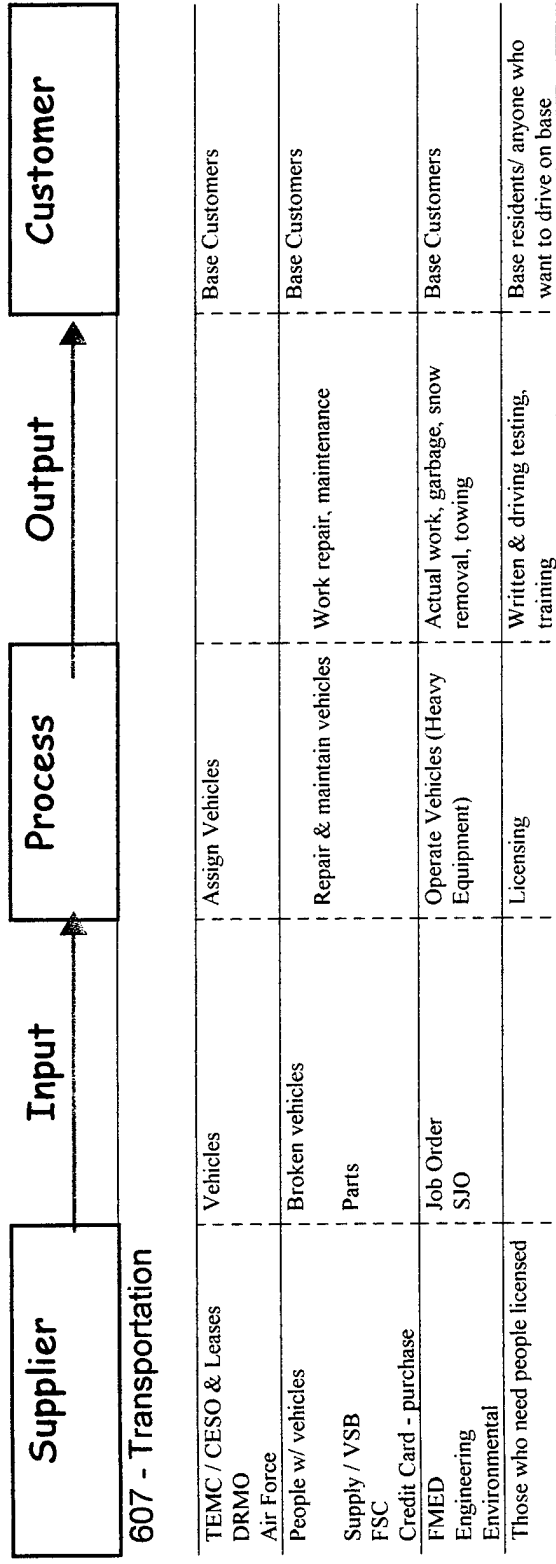 Supplier Input Process Output Customer
607 - Transportation
TEMC / CESO & Leases Vehicles Assign Vehicles Base Customers
DRMO
Air Force
People w/ vehicles Broken vehicles Base Customers
Repair & maintain vehicles Work repair, maintenance
Supply / VSB Parts
FSC
Credit Card - purchase
FMED Job Order Operate Vehicles (Heavy Actual work, garbage, snow Base Customers
Engineering SJO Equipment) removal, towing
Environmental
Those who need people licensed Licensing Written & driving testing, Base residents/ anyone who
training want to drive on base